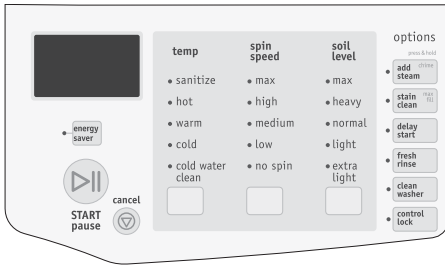 temp
sanitize
hot
warm
cold
cold water
clean
spin
speed
max
high
medium
low
no spin
soil
level
max
heavy
normal
light
extra
light
options
press & hold
add chime
steam
stain max
clean fill
delay
start
fresh
rinse
clean
washer
control
lock
energy
saver
START
pause
cancel